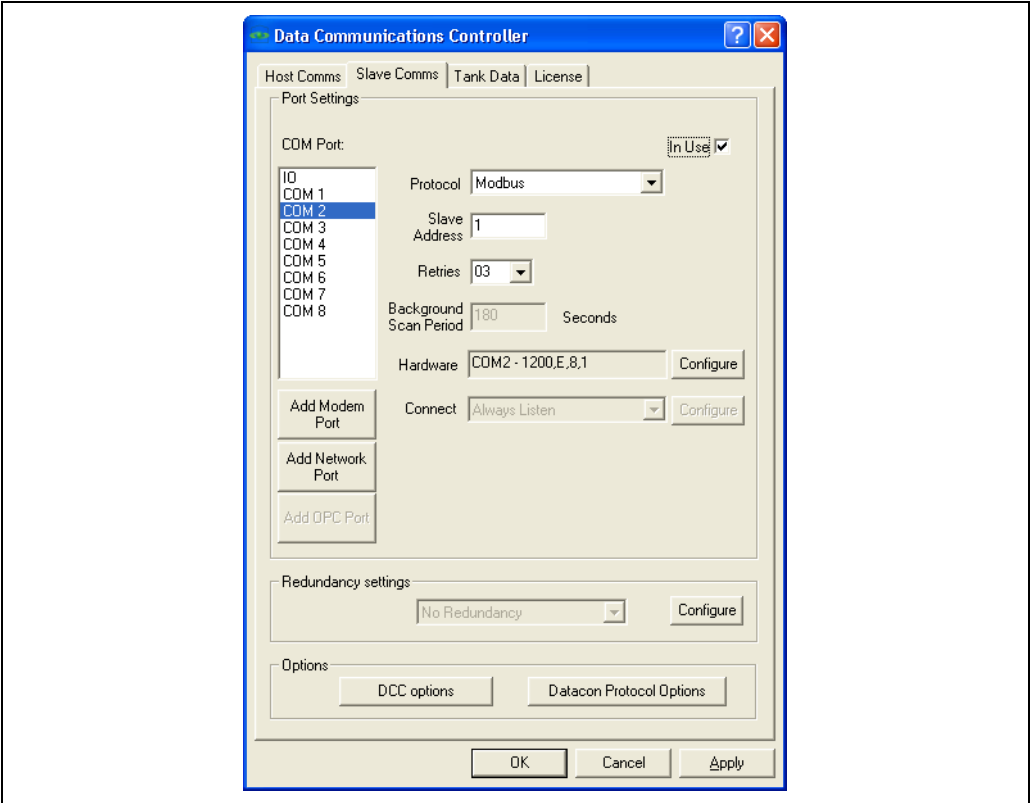 Data Communications Controller
Host Comms Slave Comms Tank Data License
Port Settings
COM Port:
In Use
IO
COM 1
COM 2
COM 3
COM 4
COM 5
COM 6
COM 7
COM 8
Protocol Modbus
Slave
Address 1
Retries 03
Background
Scan Period 180 Seconds
Hardware COM2 - 1200,E,8,1 Configure
Connect Always Listen Configure
Add Modem
Port
Add Network
Port
Add OPC Port
Redundancy settings
No Redundancy Configure
Options
DCC options Datacon Protocol Options
OK Cancel Apply